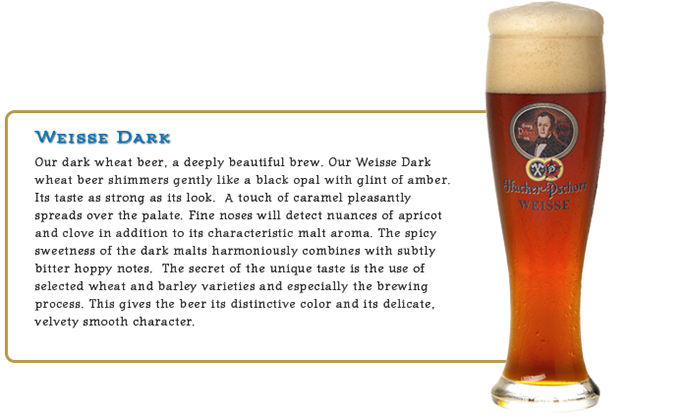 Weisse Dark
Our dark wheat beer, a deeply beautiful brew. Our Weisse Dark
wheat beer shimmers gently like a black opal with glint of amber.
Its taste as strong as its look.  A touch of caramel pleasantly
spreads over the palate. Fine noses will detect nuances of apricot
and clove in addition to its characteristic malt aroma. The spicy
sweetness of the dark malts harmoniously combines with subtly
bitter hoppy notes.  The secret of the unique taste is the use of
selected wheat and barley varieties and especially the brewing
process. This gives the beer its distinctive color and its delicate,
velvety smooth character.
Hacker-Pschorr
WEISSE